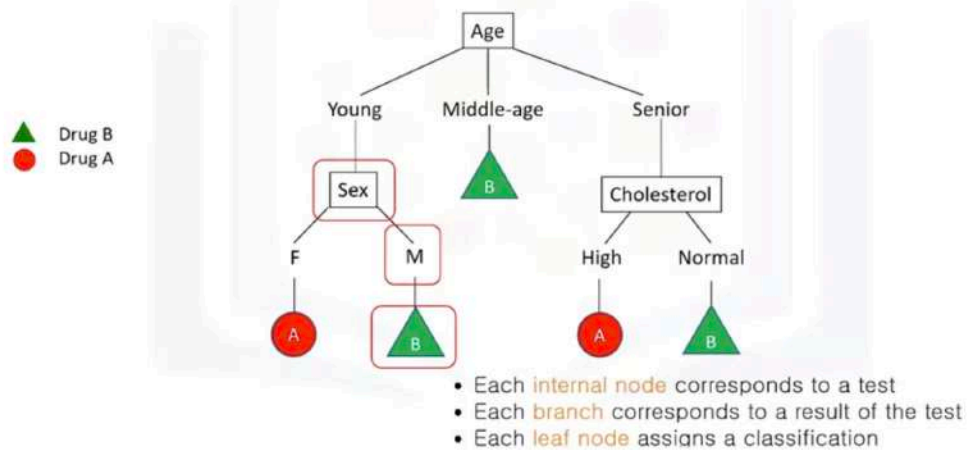 Age
Young Middle-age Senior
Drug B
Drug A
B
Sex
Cholesterol
F M High Normal
A B A B
• Each internal node corresponds to a test
• Each branch corresponds to a result of the test
• Each leaf node assigns a classification